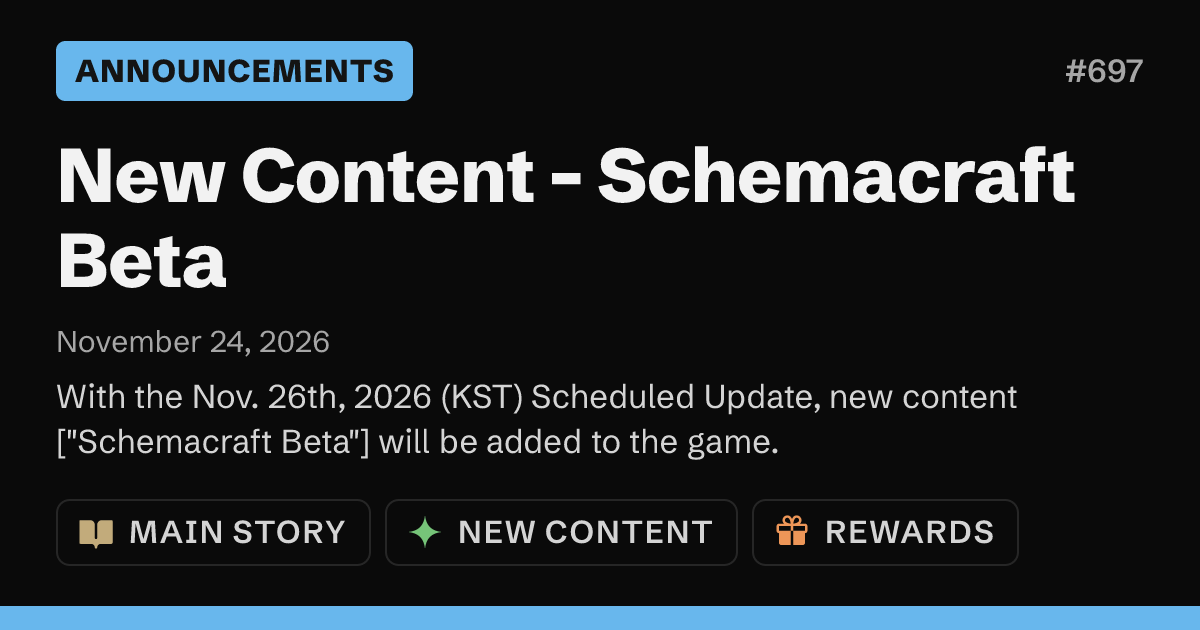 ANNOUNCEMENTS
#697
New Content - Schemacraft
Beta
November 24, 2026
With the Nov. 26th, 2026 (KST) Scheduled Update, new content
["Schemacraft Beta"] will be added to the game.
MAIN STORY
NEW CONTENT
REWARDS